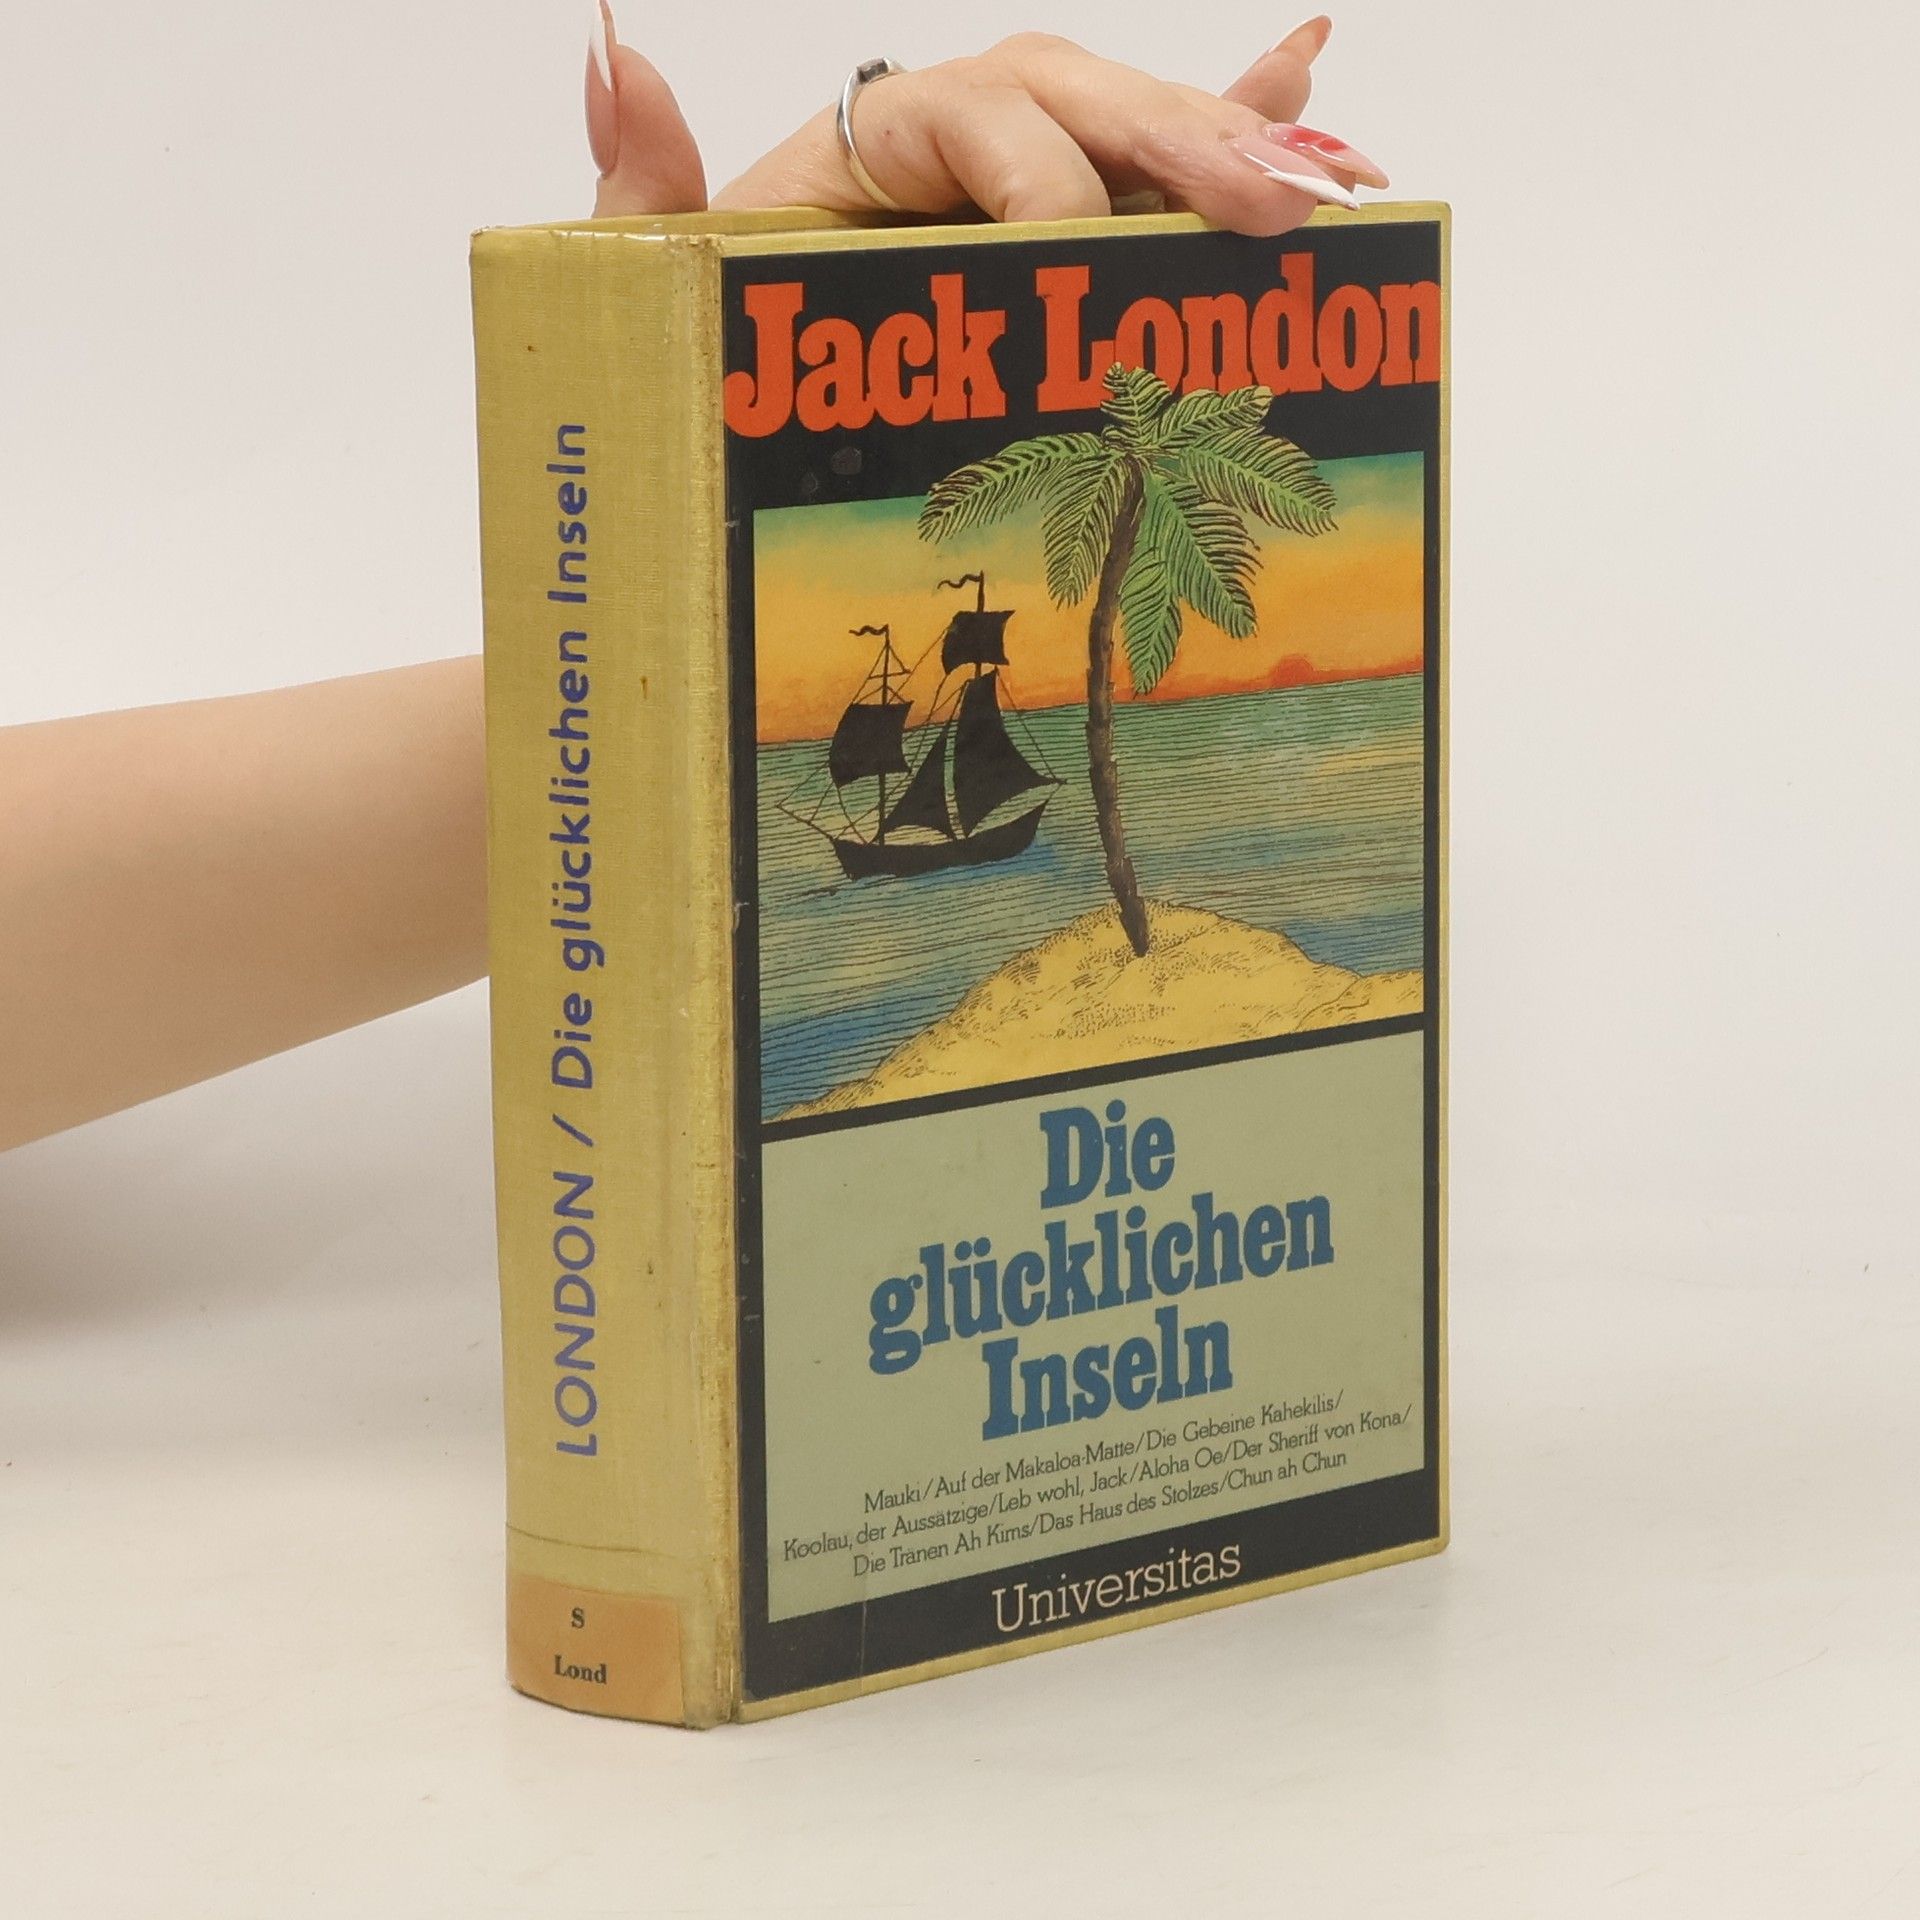 LONDON / Die glücklichen Inseln
S
Lond
Jack London
Die
glücklichen
Inseln
Mauki/Auf der Makaloa-Matte/Die Gebeine Kahekilis/
Koolau, der Aussätzige/Leb wohl, Jack/Aloha Oe/Der Sheriff von Kona/
Die Tränen Ah Kims/Das Haus des Stolzes/Chun ah Chun
Universitas